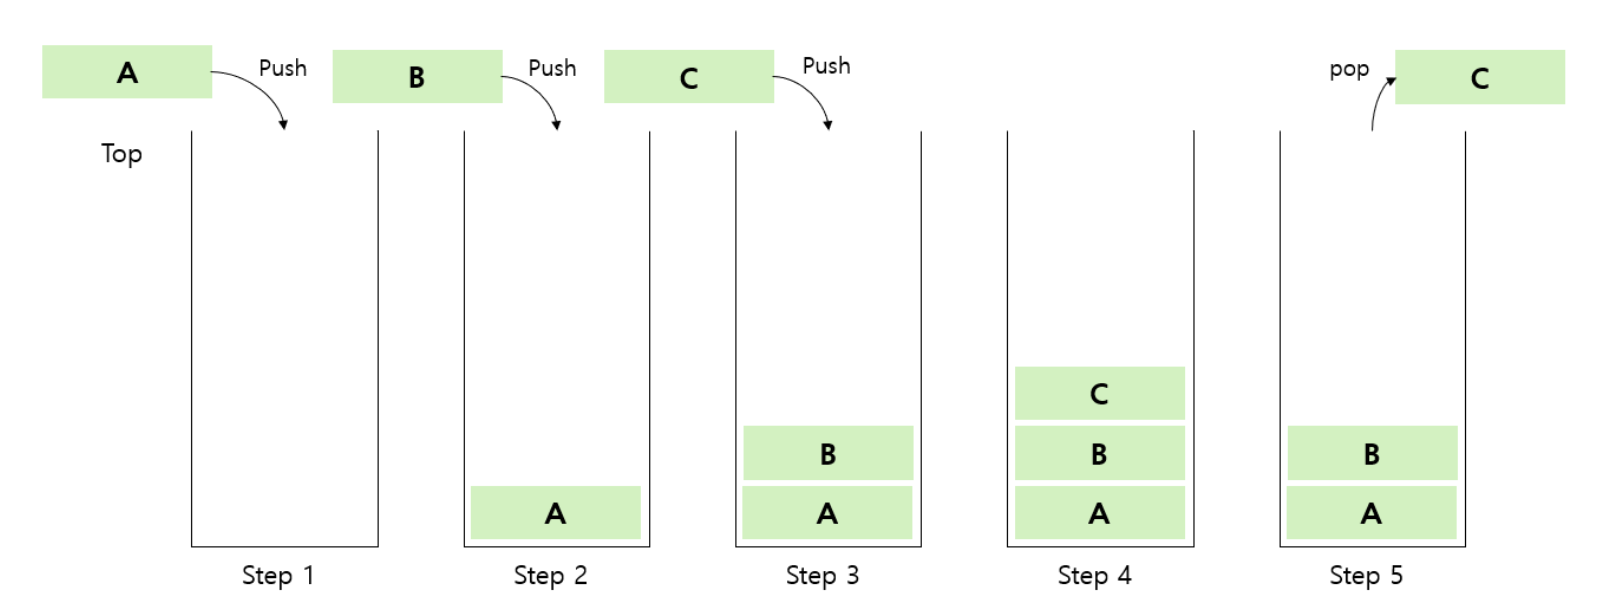 A Push B Push C Push pop C
Top
C
B B B
A A A A
Step 1 Step 2 Step 3 Step 4 Step 5